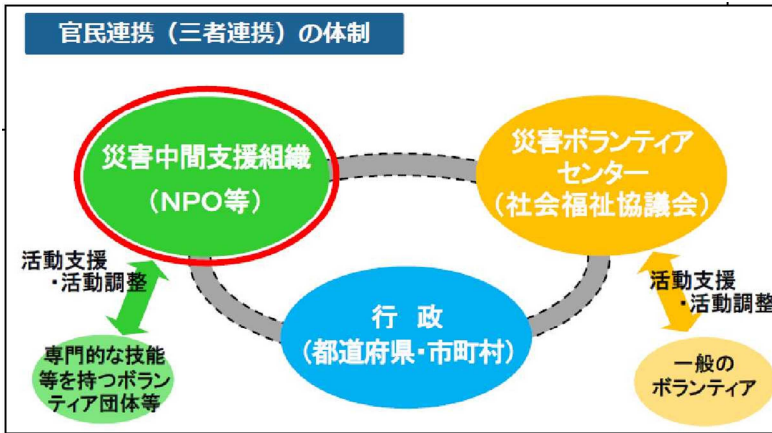 官民連携（三者連携）の体制
災害中間支援組織
（NPO等）
災害ボランティア
センター
（社会福祉協議会）
活動支援
・活動調整
行 政
（都道府県・市町村）
活動支援
・活動調整
専門的な技能
等を持つボラン
ティア団体等
一般の
ボランティア